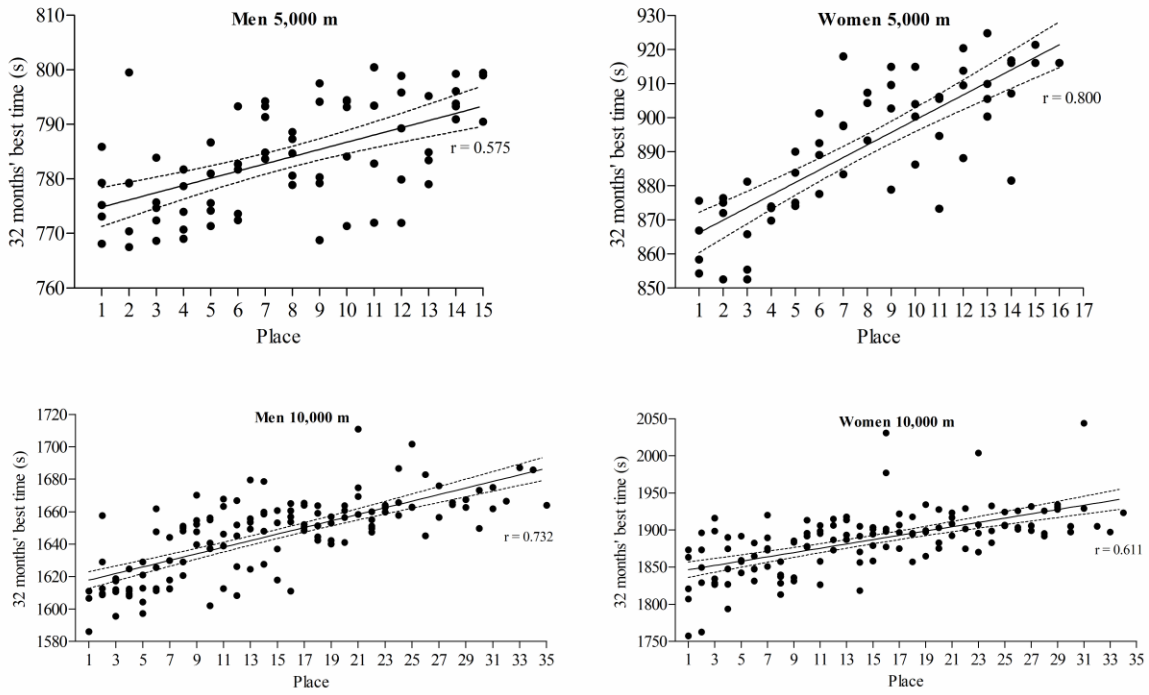 Men 5,000 m
32 months' best time (s)
810
800
790
780
770
760
r = 0.575
1 2 3 4 5 6 7 8 9 10 11 12 13 14 15
Place
Women 5,000 m
32 months' best time (s)
930
920
910
900
890
880
870
860
850
r = 0.800
1 2 3 4 5 6 7 8 9 10 11 12 13 14 15 16 17
Place
Men 10,000 m
32 months' best time (s)
1720
1700
1680
1660
1640
1620
1600
1580
r = 0.732
1 3 5 7 9 11 13 15 17 19 21 23 25 27 29 31 33 35
Place
Women 10,000 m
32 months' best time (s)
2050
2000
1950
1900
1850
1800
1750
r = 0.611
1 3 5 7 9 11 13 15 17 19 21 23 25 27 29 31 33 35
Place